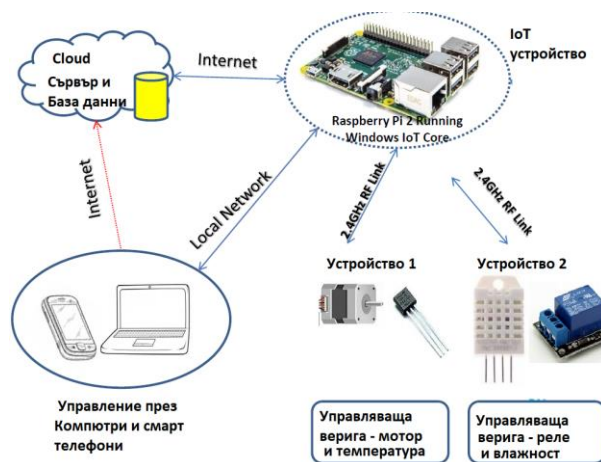 Cloud
Сървър и
База данни
Internet
IoT
устройство
Raspberry Pi 2 Running
Windows IoT Core
Internet
Local Network
2.4GHz RF Link
2.4GHz RF Link
Устройство 1
Устройство 2
Управление през
Компютри и смарт
телефони
Управляваща
верига - мотор
и температура
Управляваща
верига - реле
и влажност